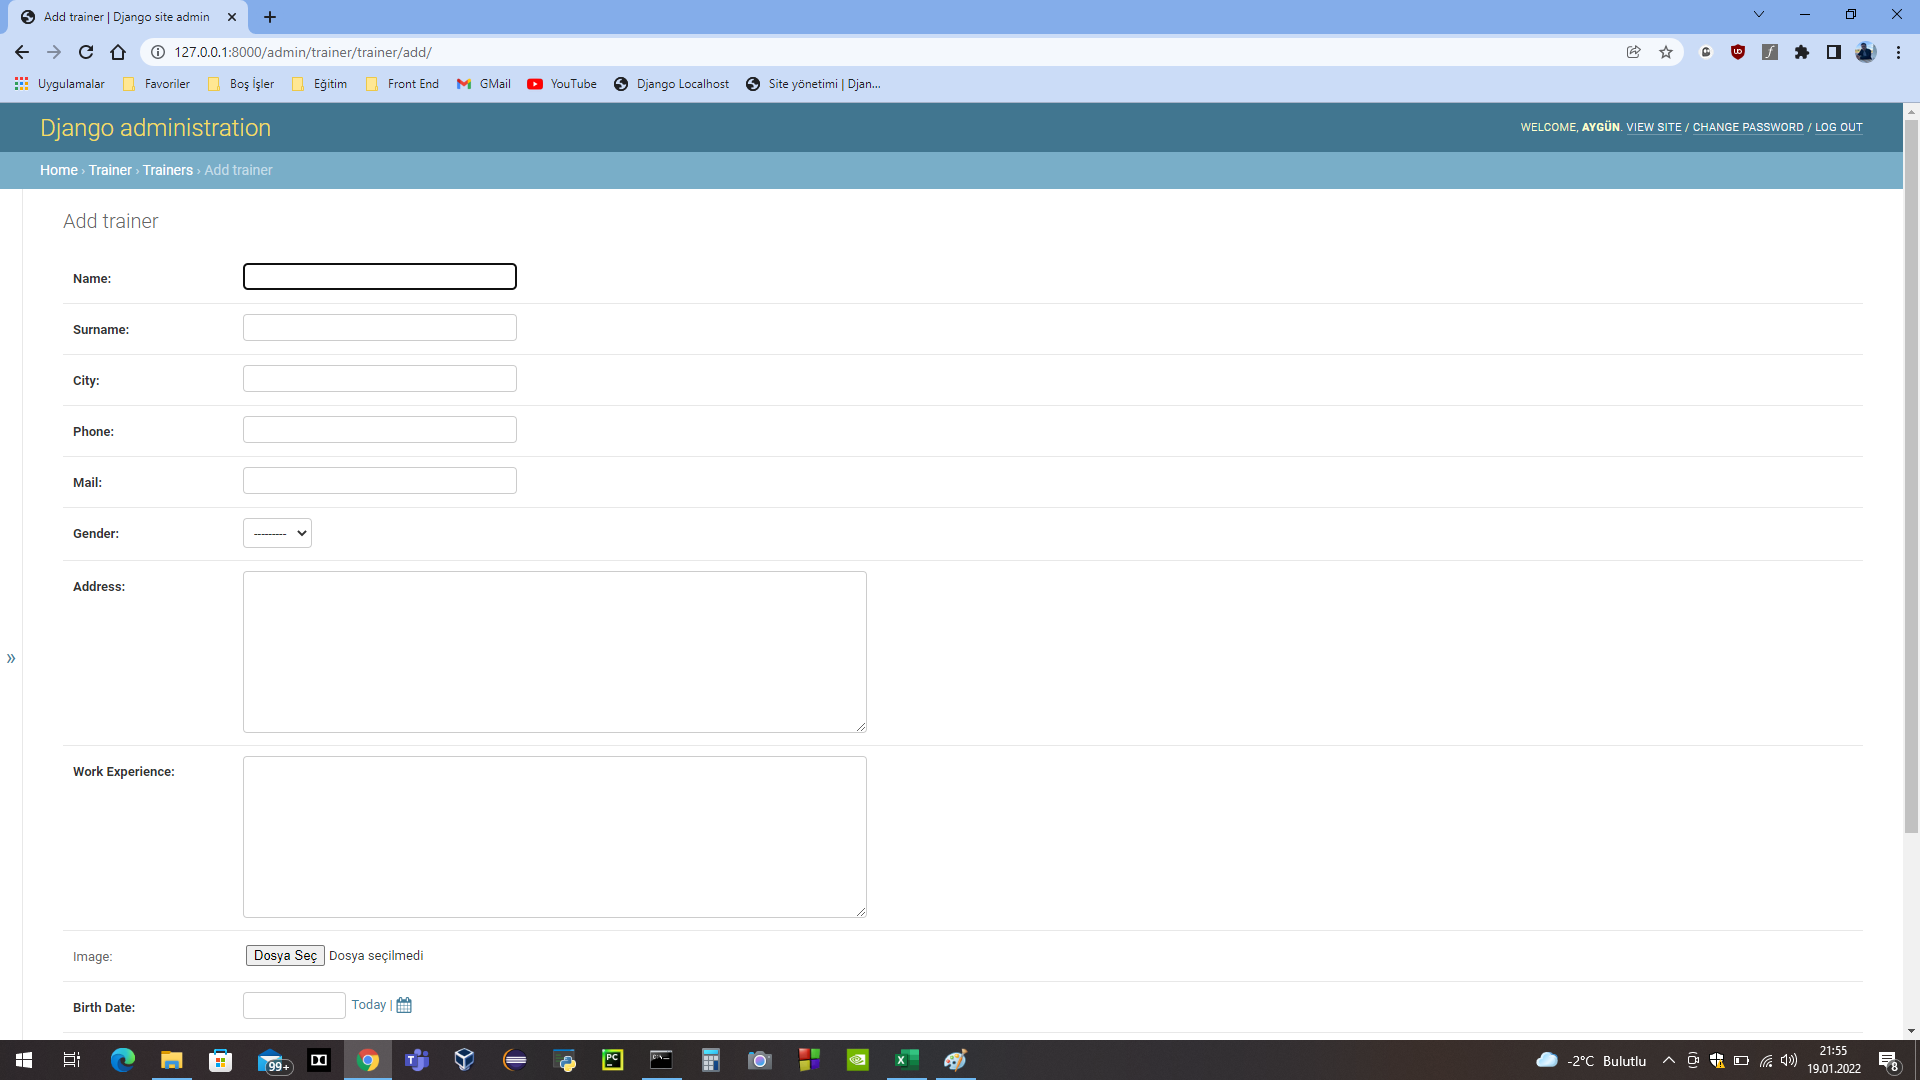 Add trainer | Django site admin
127.0.0.1:8000/admin/trainer/trainer/add/
Uygulamalar Favoriler Boş İşler Eğitim Front End GMail YouTube Django Localhost Site yönetimi | Djan...
Django administration
WELCOME, AYGÜN. VIEW SITE / CHANGE PASSWORD / LOG OUT
Home › Trainer › Trainers › Add trainer
Add trainer
Name:
Surname:
City:
Phone:
Mail:
Gender: ---------
Address:
»
Work Experience:
Image: Dosya Seç Dosya seçilmedi
Birth Date: Today |
99+
-2°C Bulutlu
21:55
19.01.2022
8